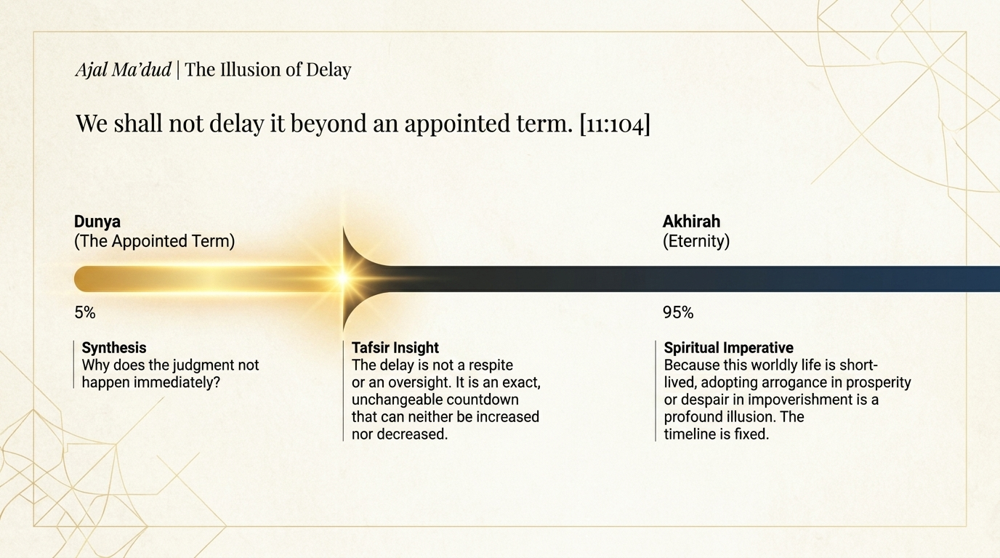 Ajal Ma’dud | The Illusion of Delay
We shall not delay it beyond an appointed term. [11:104]
Dunya
(The Appointed Term)
Akhirah
(Eternity)
5%
95%
Synthesis
Why does the judgment not
happen immediately?
Tafsir Insight
The delay is not a respite
or an oversight. It is an exact,
unchangeable countdown
that can neither be increased
nor decreased.
Spiritual Imperative
Because this worldly life is short-
lived, adopting arrogance in prosperity
or despair in impoverishment is a
profound illusion. The
timeline is fixed.